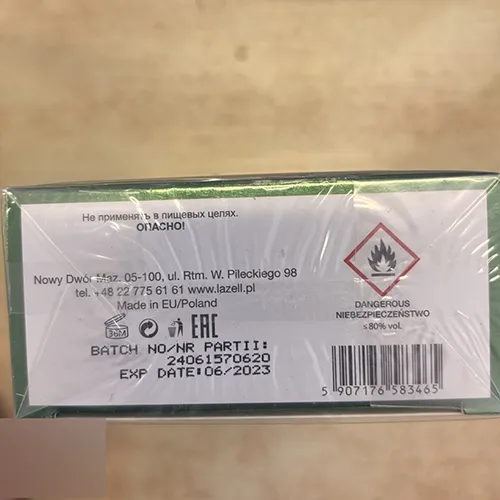 Не применять в пищевых целях.
ОПАСНО!
Nowy Dwór Maz. 05-100, ul. Rtm. W. Pileckiego 98
tel. +48 22 775 61 61 www.lazell.pl
Made in EU/Poland
EAC
BATCH NO/NR PARTII:
24061570620
EXP DATE:06/2023
DANGEROUS
NIEBEZPIECZEŃSTWO
≤80% vol.
5 907176 583465